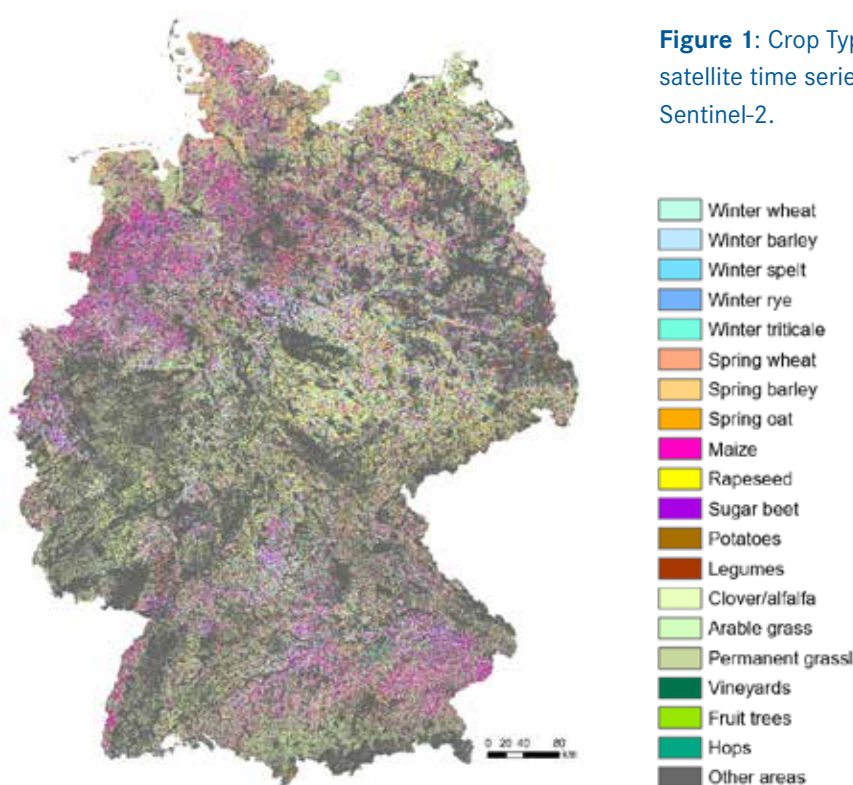 Figure 1: Crop Typ
satellite time serie
Sentinel-2.
Winter wheat
Winter barley
Winter spelt
Winter rye
Winter triticale
Spring wheat
Spring barley
Spring oat
Maize
Rapeseed
Sugar beet
Potatoes
Legumes
Clover/alfalfa
Arable grass
Permanent grassl
Vineyards
Fruit trees
Hops
Other areas
0 20 40 80
km